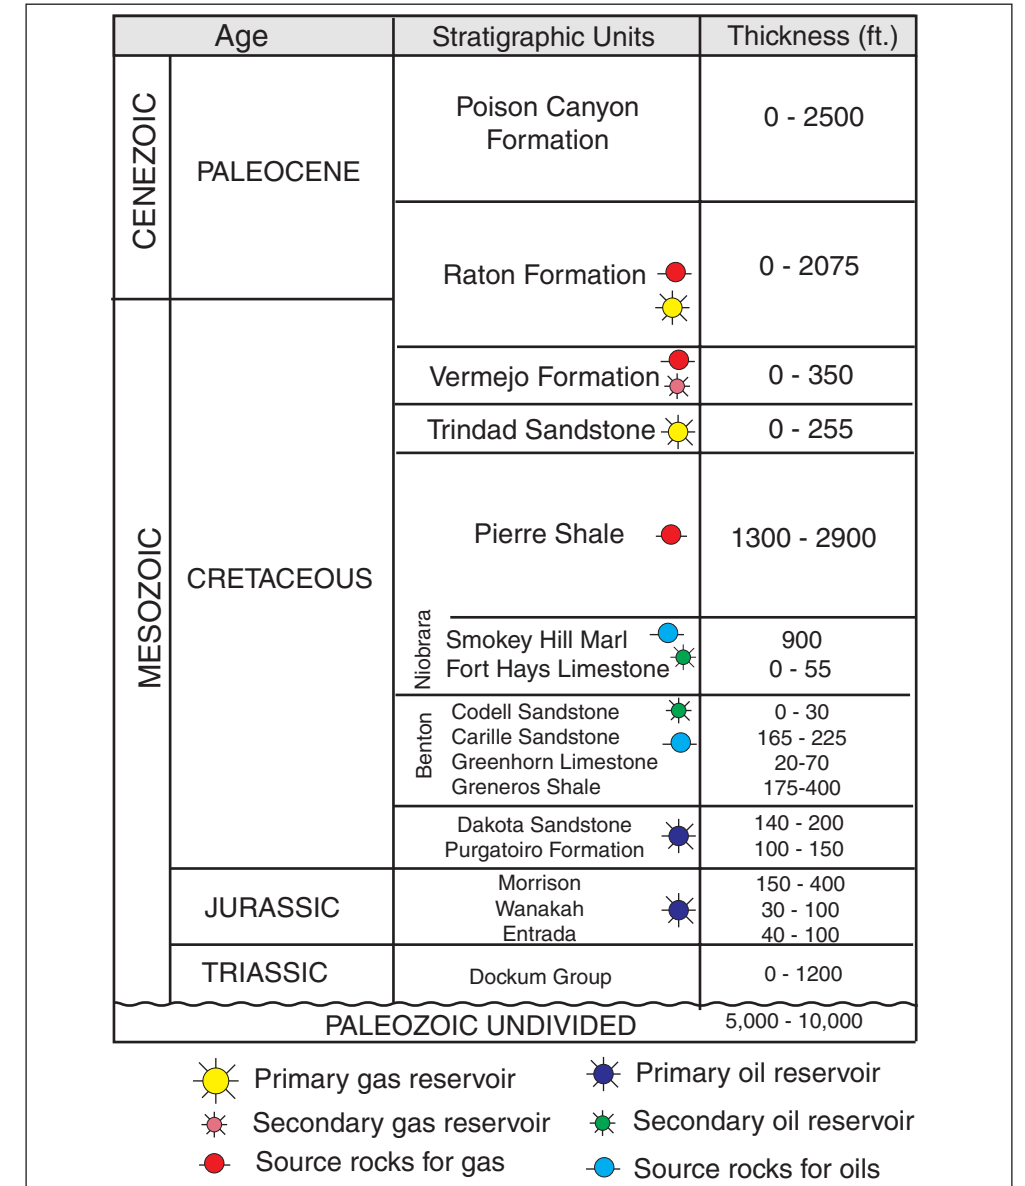 Age Stratigraphic Units Thickness (ft.)
CENEZOIC
PALEOCENE
Poison Canyon
Formation
0 - 2500
Raton Formation
0 - 2075
MESOZOIC
CRETACEOUS
Vermejo Formation
0 - 350
Trindad Sandstone
0 - 255
Pierre Shale
1300 - 2900
Niobrara
Smokey Hill Marl
900
Fort Hays Limestone
0 - 55
Benton
Codell Sandstone
0 - 30
Carille Sandstone
165 - 225
Greenhorn Limestone
20-70
Greneros Shale
175-400
Dakota Sandstone
140 - 200
Purgatoiro Formation
100 - 150
JURASSIC
Morrison
150 - 400
Wanakah
30 - 100
Entrada
40 - 100
TRIASSIC
Dockum Group
0 - 1200
PALEOZOIC UNDIVIDED
5,000 - 10,000
Primary gas reservoir
Primary oil reservoir
Secondary gas reservoir
Secondary oil reservoir
Source rocks for gas
Source rocks for oils